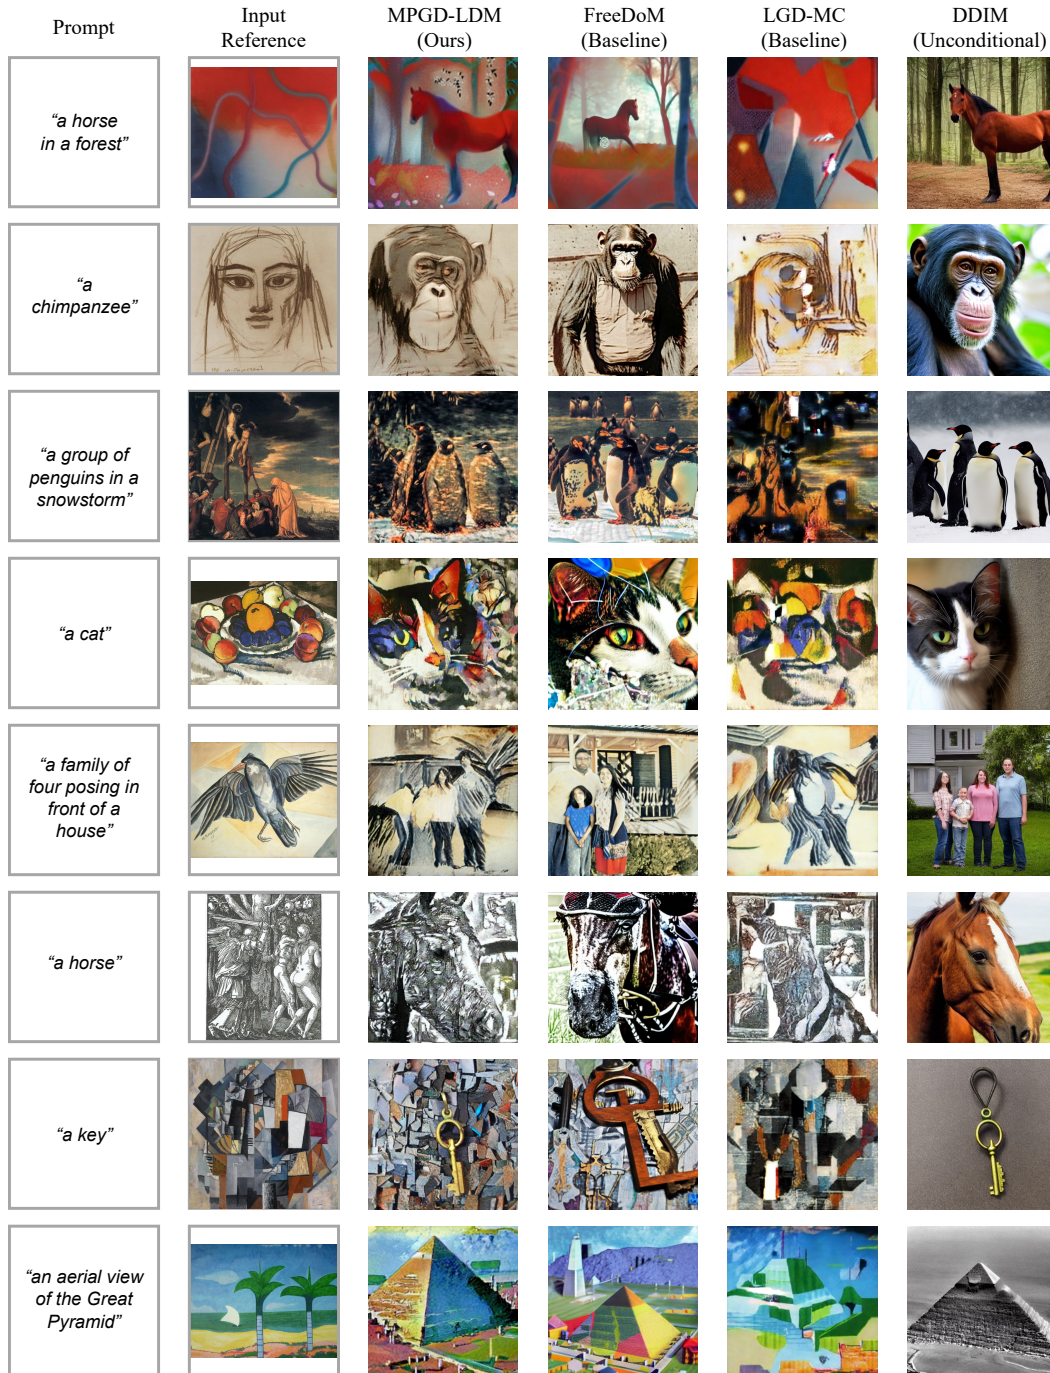 Prompt
Input
Reference
MPGD-LDM
(Ours)
FreeDoM
(Baseline)
LGD-MC
(Baseline)
DDIM
(Unconditional)
“a horse
in a forest”
“a
chimpanzee”
“a group of
penguins in a
snowstorm”
“a cat”
“a family of
four posing in
front of a
house”
“a horse”
“a key”
“an aerial view
of the Great
Pyramid”